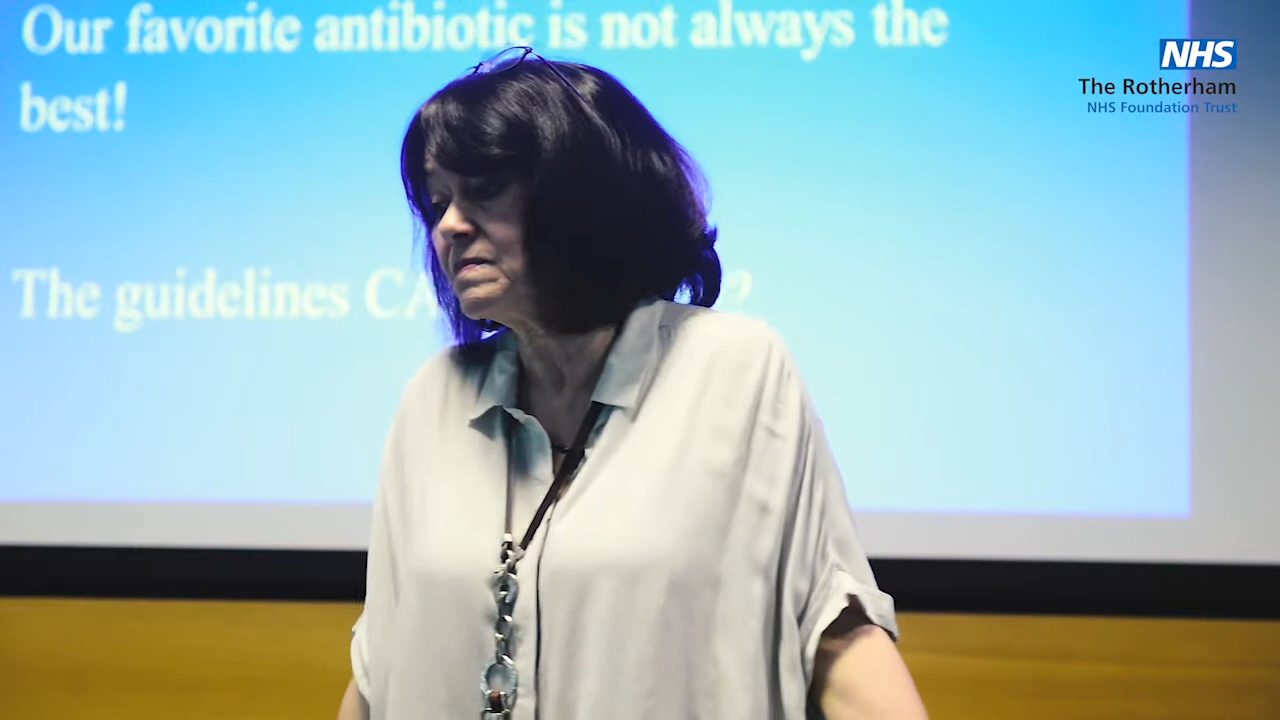 Our favorite antibiotic is not always the
best!
The guidelines
NHS
The Rotherham
NHS Foundation Trust